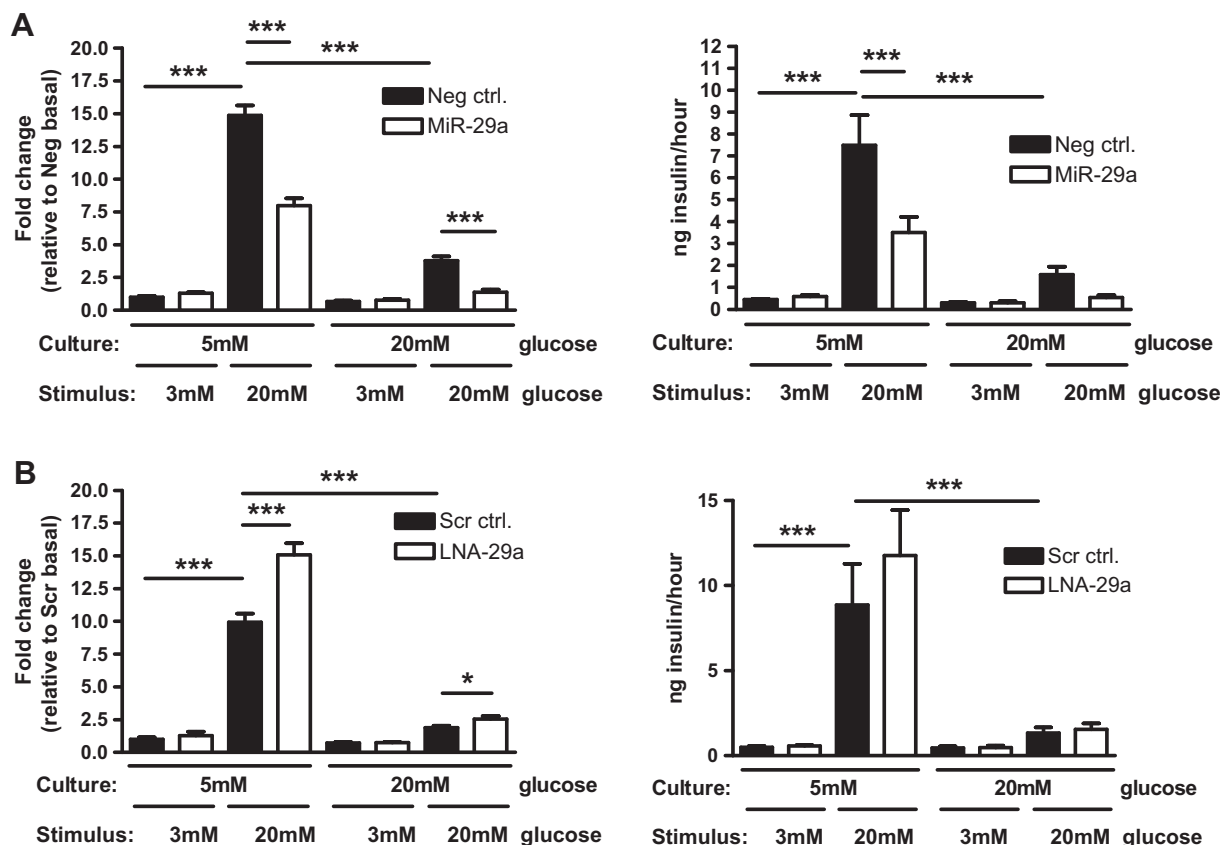 A
***
***
***
***
Fold change
(relative to Neg basal)
20.0
17.5
15.0
12.5
10.0
7.5
5.0
2.5
0.0
Neg ctrl.
MiR-29a
Culture: 5mM 20mM glucose
Stimulus: 3mM 20mM 3mM 20mM glucose
***
***
***
ng insulin/hour
12
11
10
9
8
7
6
5
4
3
2
1
0
Neg ctrl.
MiR-29a
Culture: 5mM 20mM glucose
Stimulus: 3mM 20mM 3mM 20mM glucose
B
***
***
***
*
Fold change
(relative to Scr basal)
20.0
17.5
15.0
12.5
10.0
7.5
5.0
2.5
0.0
Scr ctrl.
LNA-29a
Culture: 5mM 20mM glucose
Stimulus: 3mM 20mM 3mM 20mM glucose
***
***
ng insulin/hour
15
10
5
0
Scr ctrl.
LNA-29a
Culture: 5mM 20mM glucose
Stimulus: 3mM 20mM 3mM 20mM glucose